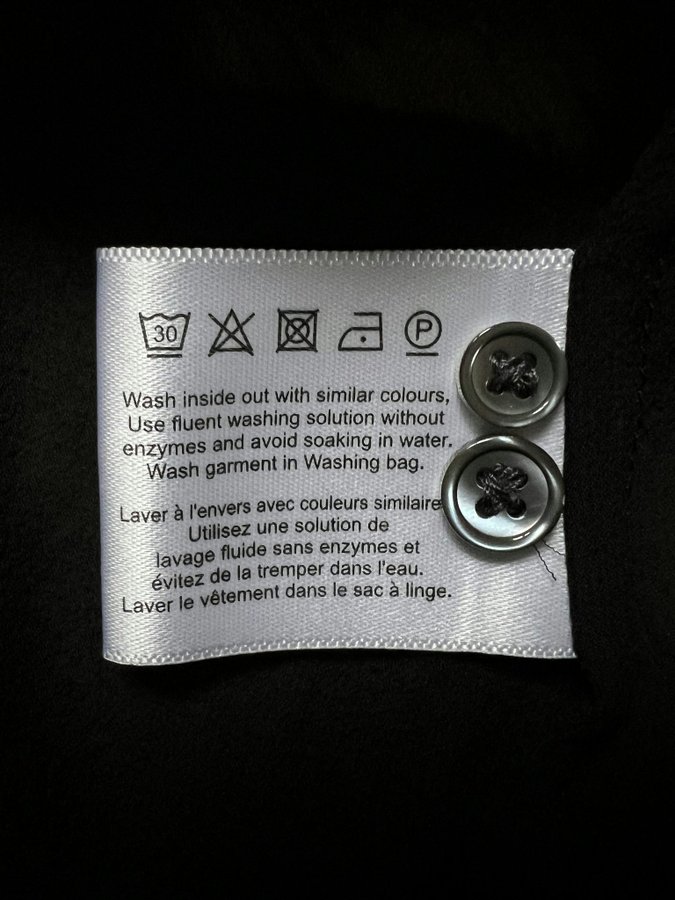 30 P
Wash inside out with similar colours,
Use fluent washing solution without
enzymes and avoid soaking in water.
Wash garment in Washing bag.
Laver à l'envers avec couleurs similaire
Utilisez une solution de
lavage fluide sans enzymes et
évitez de la tremper dans l'eau.
Laver le vêtement dans le sac à linge.